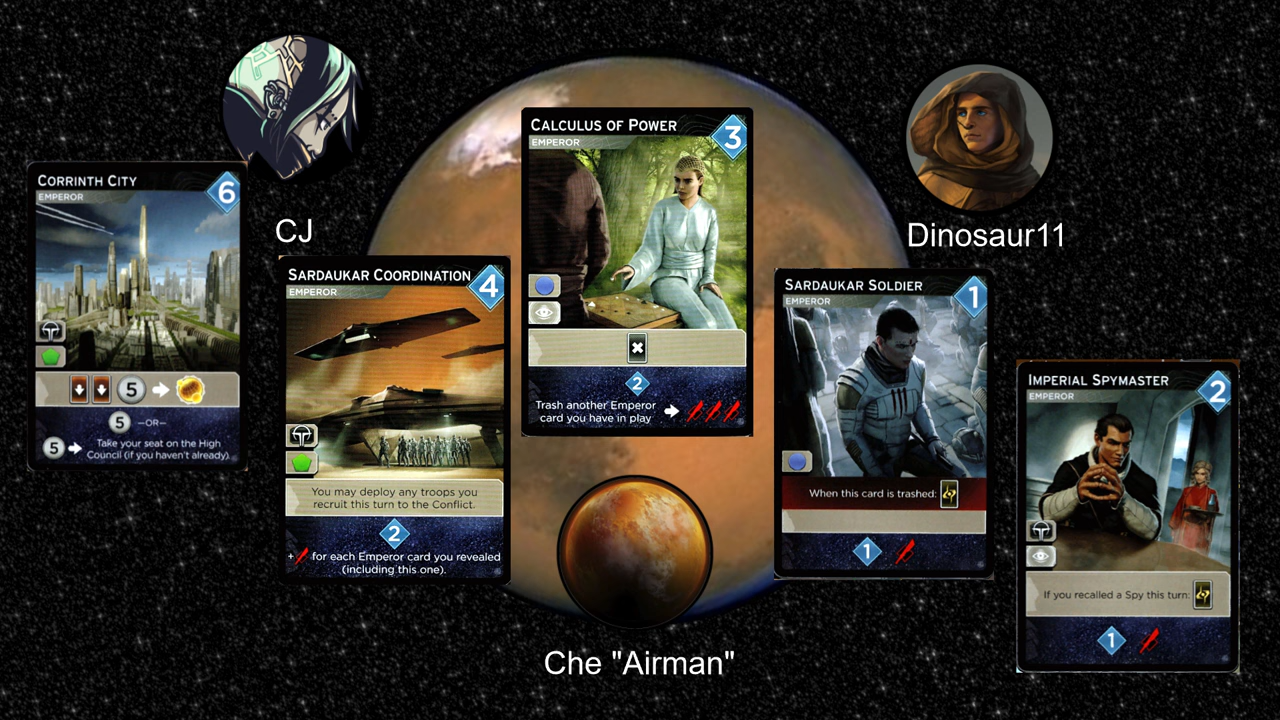 CORRINTH CITY
6
EMPEROR
5
5 —OR—
5 Take your seat on the High
Council (if you haven't already).
CJ
SARDAUKAR COORDINATION
4
EMPEROR
You may deploy any troops you
recruit this turn to the Conflict.
2
+ for each Emperor card you revealed
(including this one).
CALCULUS OF POWER
3
EMPEROR
2
Trash another Emperor
card you have in play
Che "Airman"
Dinosaur11
SARDAUKAR SOLDIER
1
EMPEROR
When this card is trashed:
1
IMPERIAL SPYMASTER
2
EMPEROR
If you recalled a Spy this turn:
1